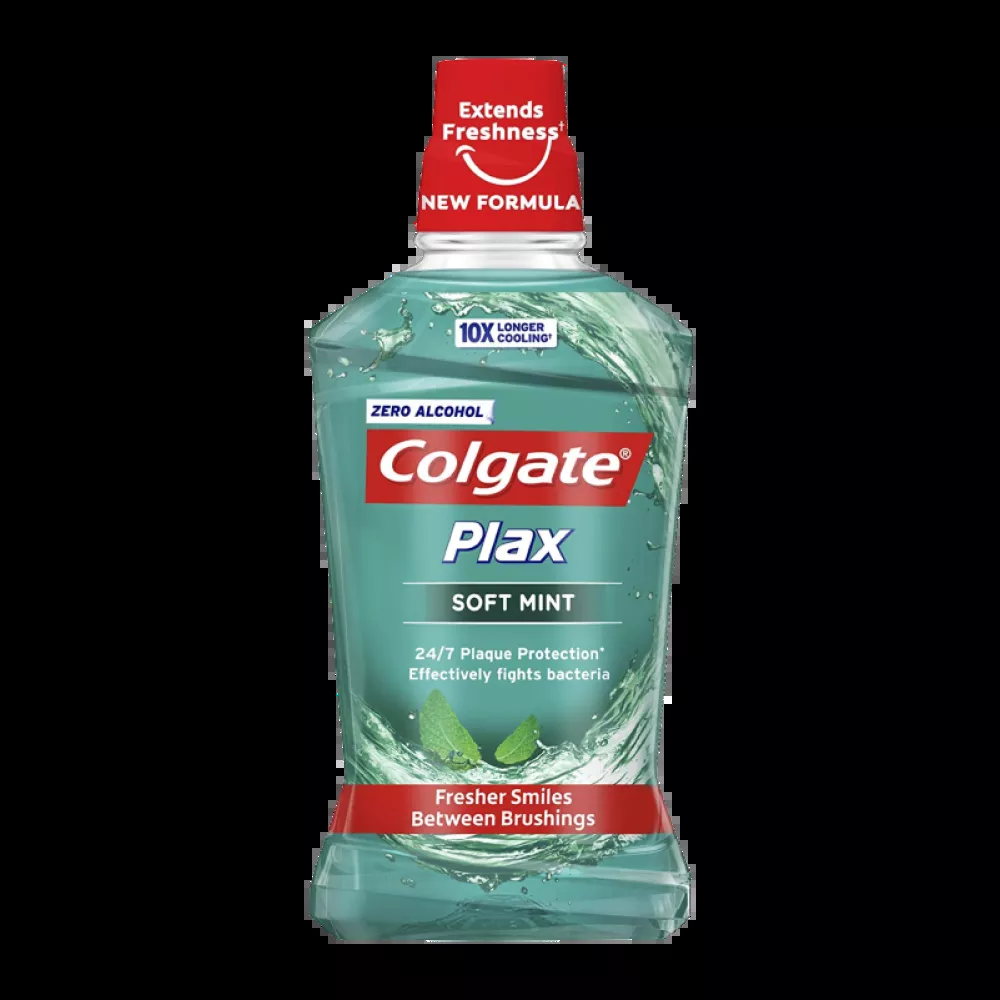 Extends
Freshness†
NEW FORMULA
10X LONGER
COOLING†
ZERO ALCOHOL
Colgate®
Plax
SOFT MINT
24/7 Plaque Protection*
Effectively fights bacteria
Fresher Smiles
Between Brushings